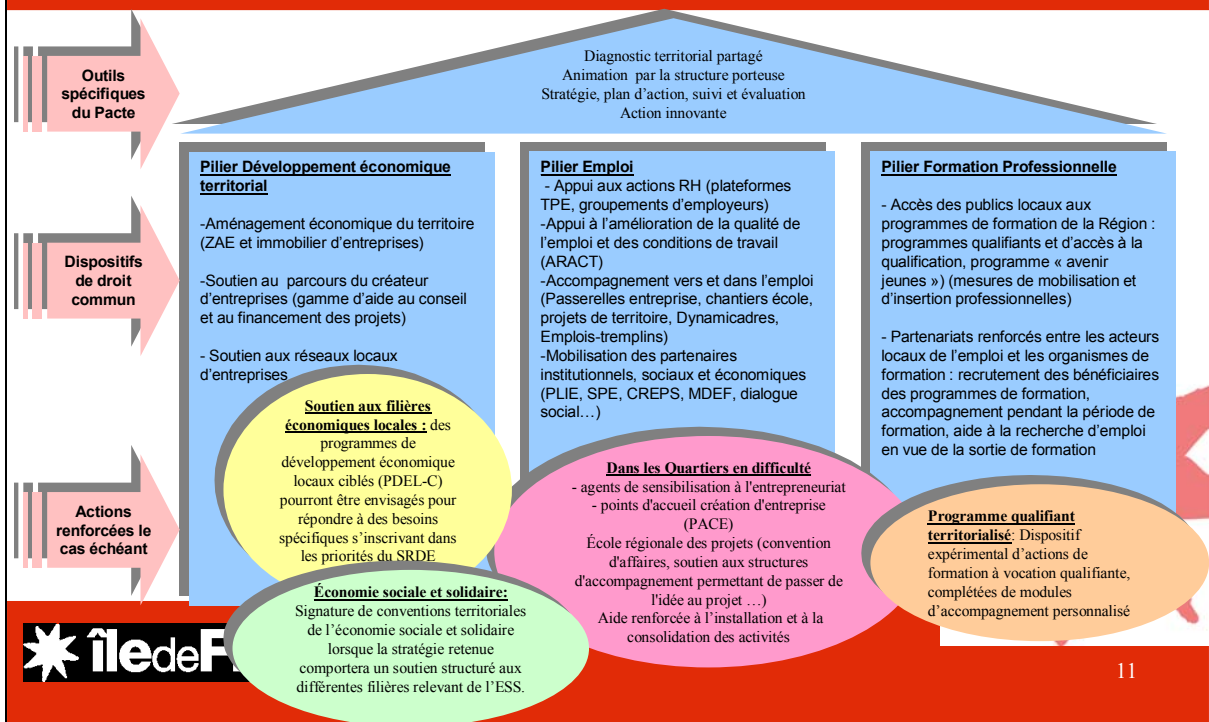 Outils
spécifiques
du Pacte
Diagnostic territorial partagé
Animation par la structure porteuse
Stratégie, plan d'action, suivi et évaluation
Action innovante
Dispositifs
de droit
commun
Pilier Développement économique
territorial
-Aménagement économique du territoire
(ZAE et immobilier d'entreprises)
-Soutien au parcours du créateur
d'entreprises (gamme d'aide au conseil
et au financement des projets)
- Soutien aux réseaux locaux
d'entreprises
Pilier Emploi
- Appui aux actions RH (plateformes
TPE, groupements d'employeurs)
-Appui à l'amélioration de la qualité de
l'emploi et des conditions de travail
(ARACT)
-Accompagnement vers et dans l'emploi
(Passerelles entreprise, chantiers école,
projets de territoire, Dynamicadres,
Emplois-tremplins)
-Mobilisation des partenaires
institutionnels, sociaux et économiques
(PLIE, SPE, CREPS, MDEF, dialogue
social…)
Pilier Formation Professionnelle
- Accès des publics locaux aux
programmes de formation de la Région :
programmes qualifiants et d'accès à la
qualification, programme « avenir
jeunes ») (mesures de mobilisation et
d'insertion professionnelles)
- Partenariats renforcés entre les acteurs
locaux de l'emploi et les organismes de
formation : recrutement des bénéficiaires
des programmes de formation,
accompagnement pendant la période de
formation, aide à la recherche d'emploi
en vue de la sortie de formation
Actions
renforcées le
cas échéant
Soutien aux filières
économiques locales : des
programmes de
développement économique
locaux ciblés (PDEL-C)
pourront être envisagés pour
répondre à des besoins
spécifiques s'inscrivant dans
les priorités du SRDE
Économie sociale et solidaire:
Signature de conventions territoriales
de l'économie sociale et solidaire
lorsque la stratégie retenue
comportera un soutien structuré aux
différentes filières relevant de l'ESS.
Dans les Quartiers en difficulté
- agents de sensibilisation à l'entrepreneuriat
- points d'accueil création d'entreprise
(PACE)
École régionale des projets (convention
d'affaires, soutien aux structures
d'accompagnement permettant de passer de
l'idée au projet …)
Aide renforcée à l'installation et à la
consolidation des activités
Programme qualifiant
territorialisé: Dispositif
expérimental d'actions de
formation à vocation qualifiante,
complétées de modules
d'accompagnement personnalisé
îledeF
11